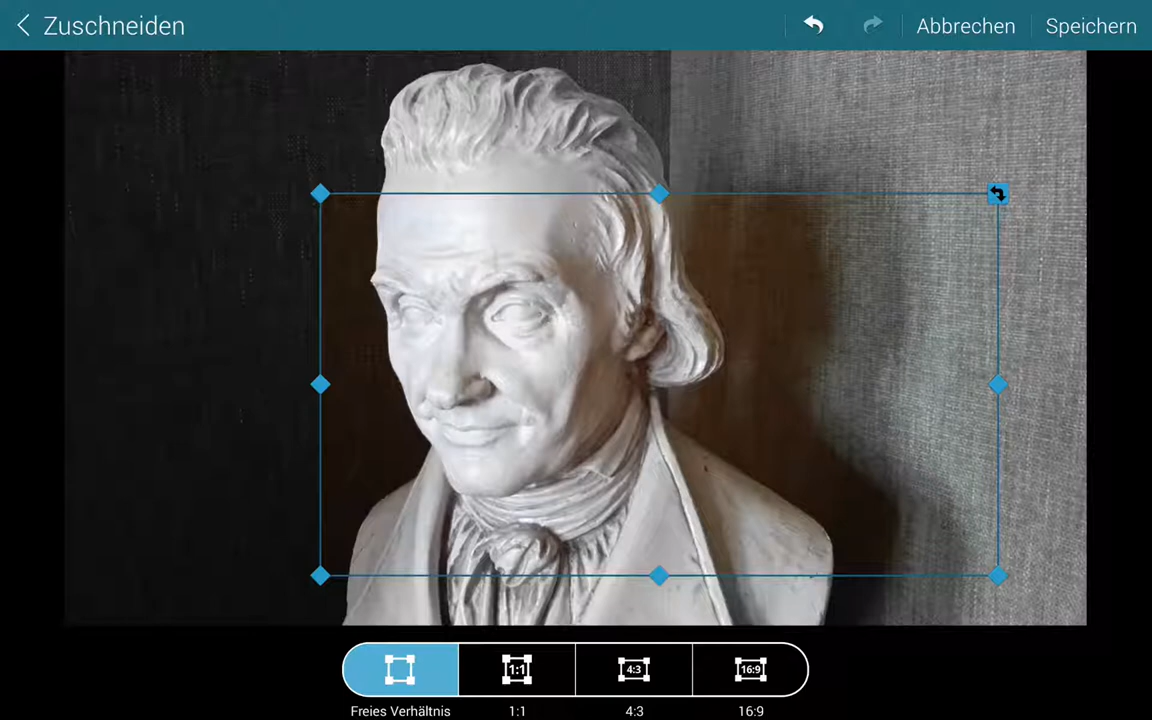 Zuschneiden
Abbrechen
Speichern
1:1
4:3
16:9
Freies Verhältnis
1:1
4:3
16:9